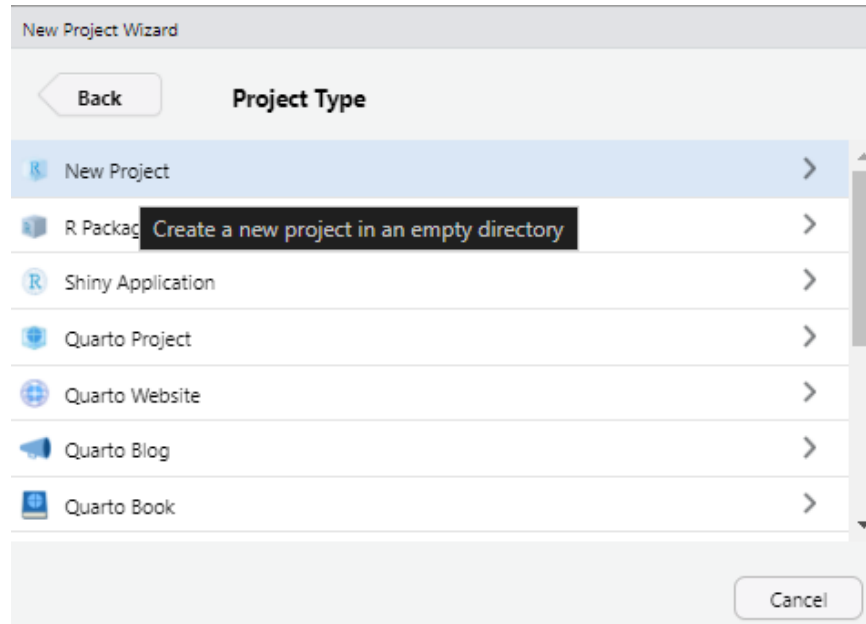 New Project Wizard
Back
Project Type
New Project
R Packag
Create a new project in an empty directory
Shiny Application
Quarto Project
Quarto Website
Quarto Blog
Quarto Book
Cancel